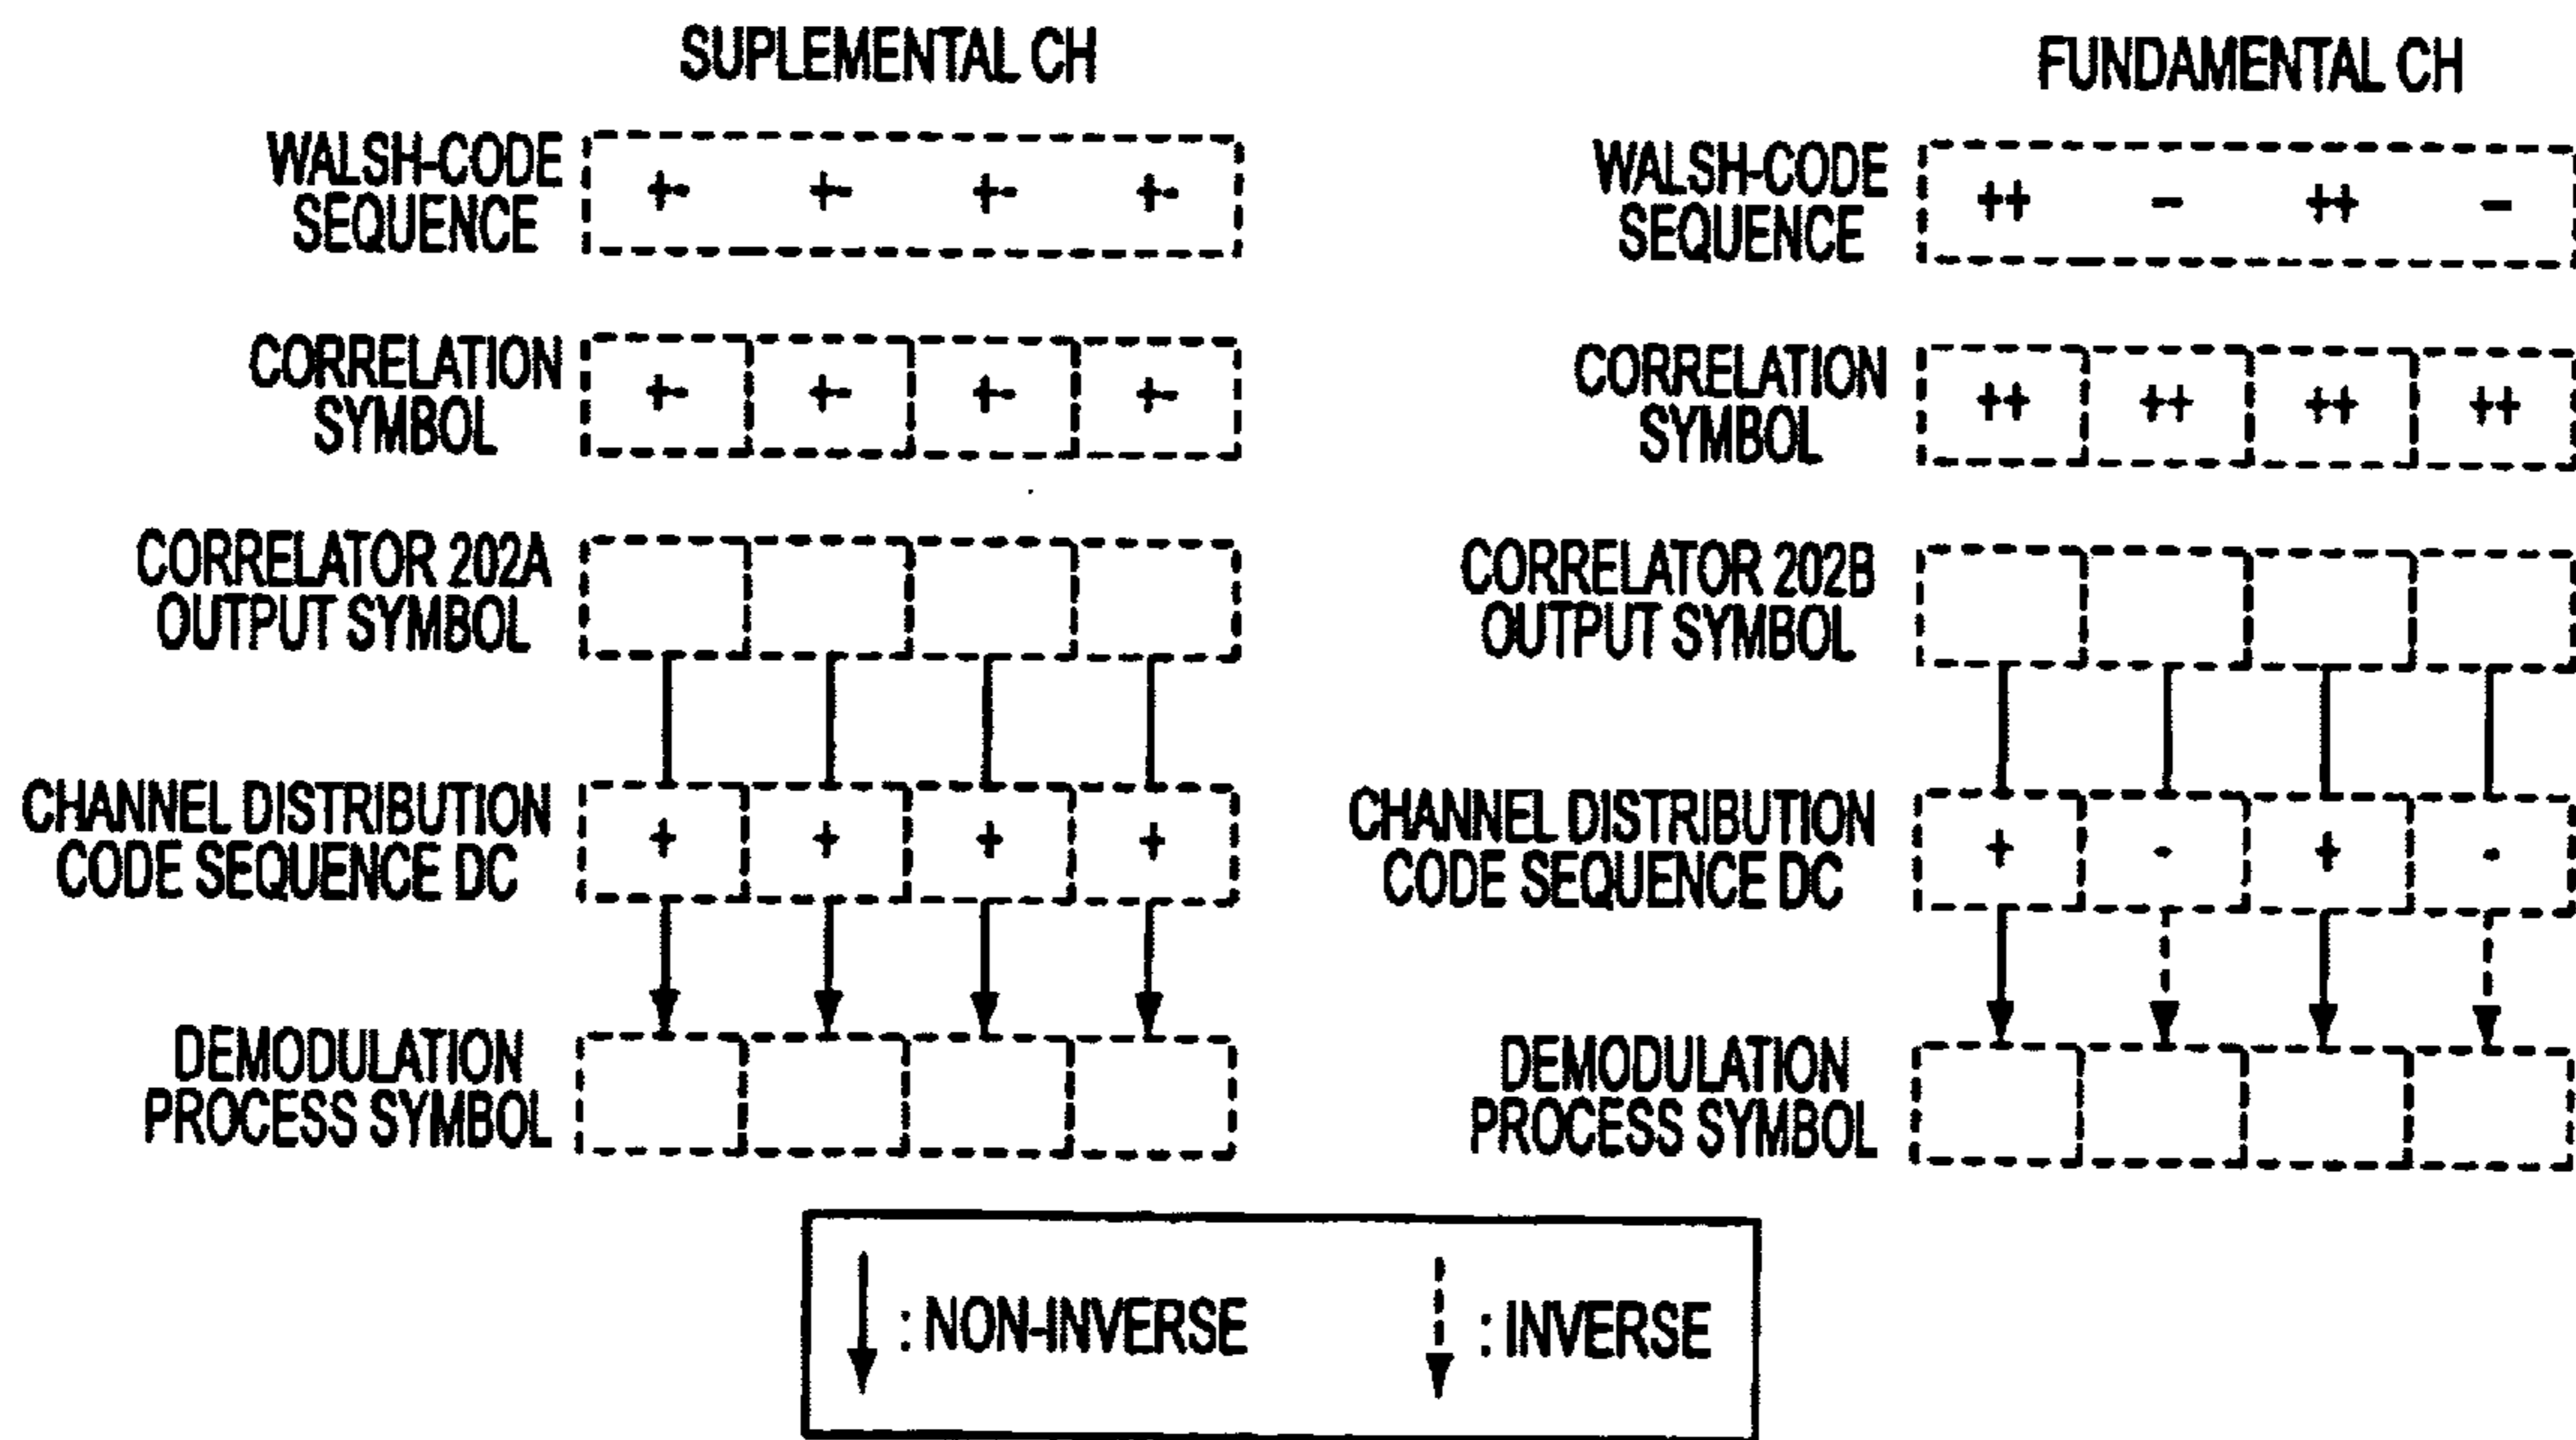 SUPLEMENTAL CH
WALSH-CODE
SEQUENCE
+- +- +- +-
CORRELATION
SYMBOL
+- +- +- +-
CORRELATOR 202A
OUTPUT SYMBOL
CHANNEL DISTRIBUTION
CODE SEQUENCE DC
+ + + +
DEMODULATION
PROCESS SYMBOL
FUNDAMENTAL CH
WALSH-CODE
SEQUENCE
++ - ++ -
CORRELATION
SYMBOL
++ ++ ++ ++
CORRELATOR 202B
OUTPUT SYMBOL
CHANNEL DISTRIBUTION
CODE SEQUENCE DC
+ - + -
DEMODULATION
PROCESS SYMBOL
: NON-INVERSE
: INVERSE